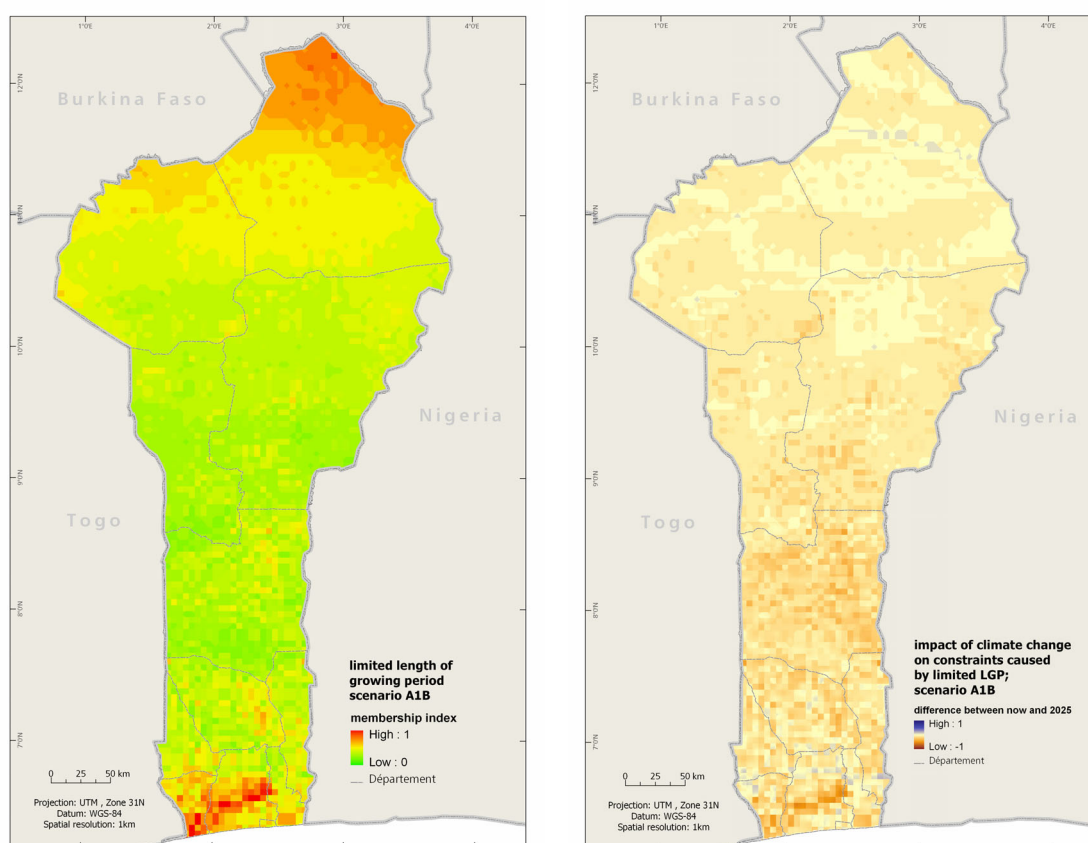 1°0'E 2°0'E 3°0'E 4°0'E
12°0'N
Burkina Faso
10°0'N
Nigeria
9°0'N
Togo
8°0'N
limited length of
growing period
scenario A1B
membership index
High : 1
Low : 0
Département
7°0'N
0 25 50 km
Projection: UTM , Zone 31N
Datum: WGS-84
Spatial resolution: 1km
1°0'E 2°0'E 3°0'E 4°0'E
12°0'N
Burkina Faso
10°0'N
Nigeria
9°0'N
Togo
8°0'N
impact of climate change
on constraints caused
by limited LGP;
scenario A1B
difference between now and 2025
High : 1
Low : -1
Département
7°0'N
0 25 50 km
Projection: UTM , Zone 31N
Datum: WGS-84
Spatial resolution: 1km